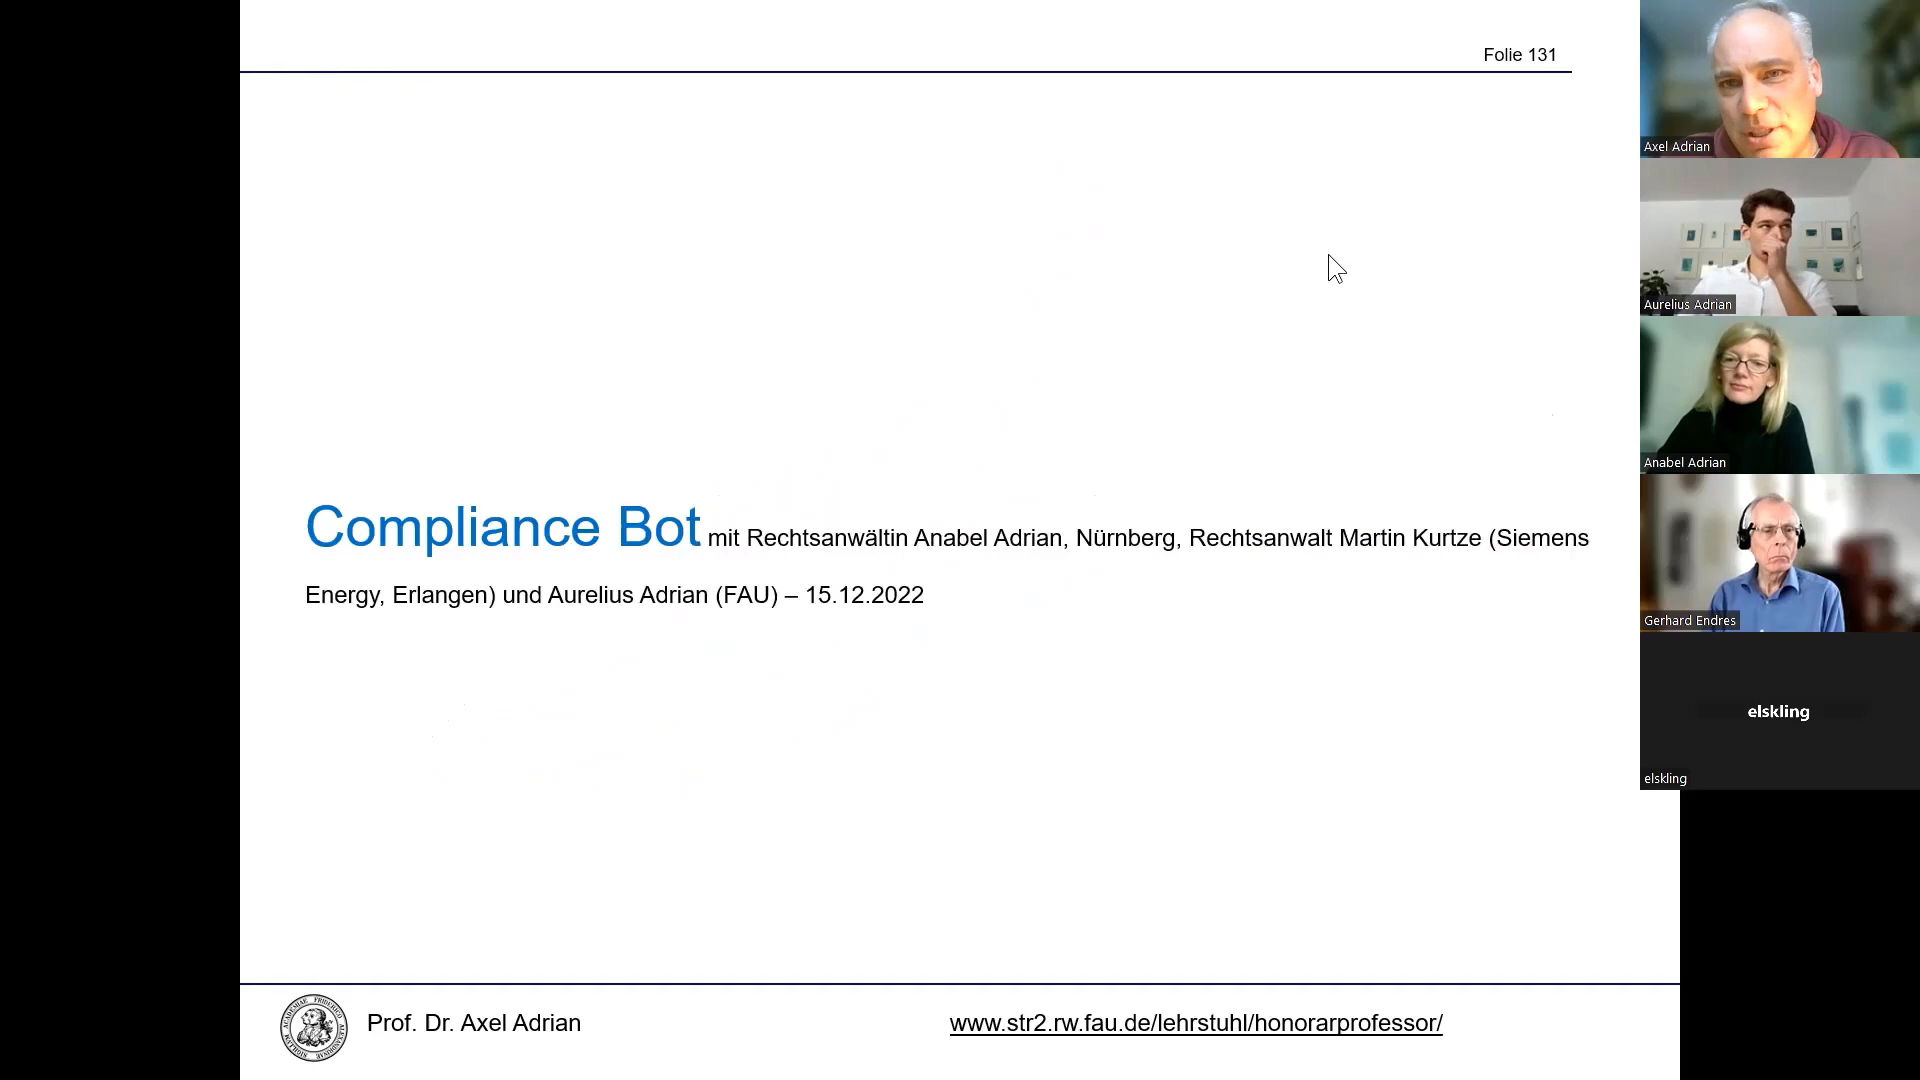 Folie 131
Compliance Bot mit Rechtsanwältin Anabel Adrian, Nürnberg, Rechtsanwalt Martin Kurtze (Siemens
Energy, Erlangen) und Aurelius Adrian (FAU) – 15.12.2022
Prof. Dr. Axel Adrian
www.str2.rw.fau.de/lehrstuhl/honorarprofessor/
Axel Adrian
Aurelius Adrian
Anabel Adrian
Gerhard Endres
elskling
elskling